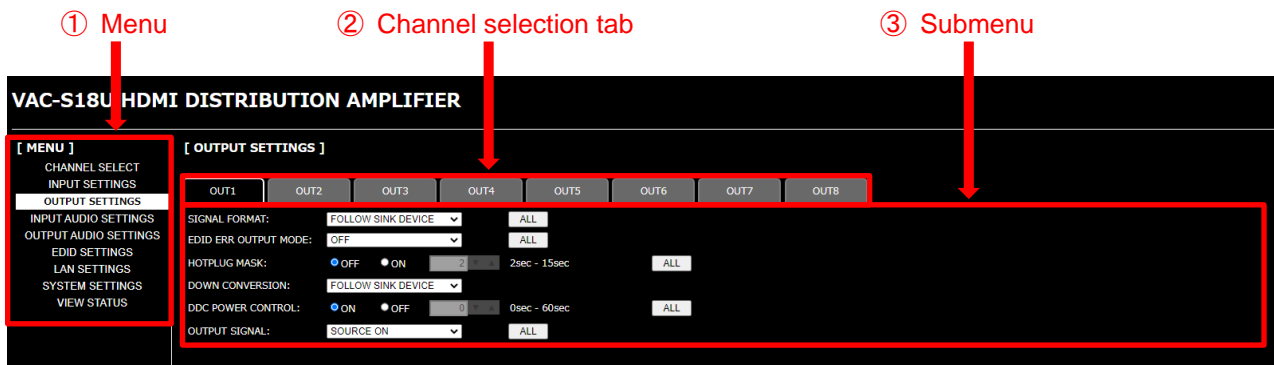 ① Menu
② Channel selection tab
③ Submenu
VAC-S18U HDMI DISTRIBUTION AMPLIFIER
[ MENU ]
CHANNEL SELECT
INPUT SETTINGS
OUTPUT SETTINGS
INPUT AUDIO SETTINGS
OUTPUT AUDIO SETTINGS
EDID SETTINGS
LAN SETTINGS
SYSTEM SETTINGS
VIEW STATUS
[ OUTPUT SETTINGS ]
OUT1 OUT2 OUT3 OUT4 OUT5 OUT6 OUT7 OUT8
SIGNAL FORMAT: FOLLOW SINK DEVICE ALL
EDID ERR OUTPUT MODE: OFF ALL
HOTPLUG MASK: OFF ON 2 2sec - 15sec ALL
DOWN CONVERSION: FOLLOW SINK DEVICE
DDC POWER CONTROL: ON OFF 0 0sec - 60sec ALL
OUTPUT SIGNAL: SOURCE ON ALL